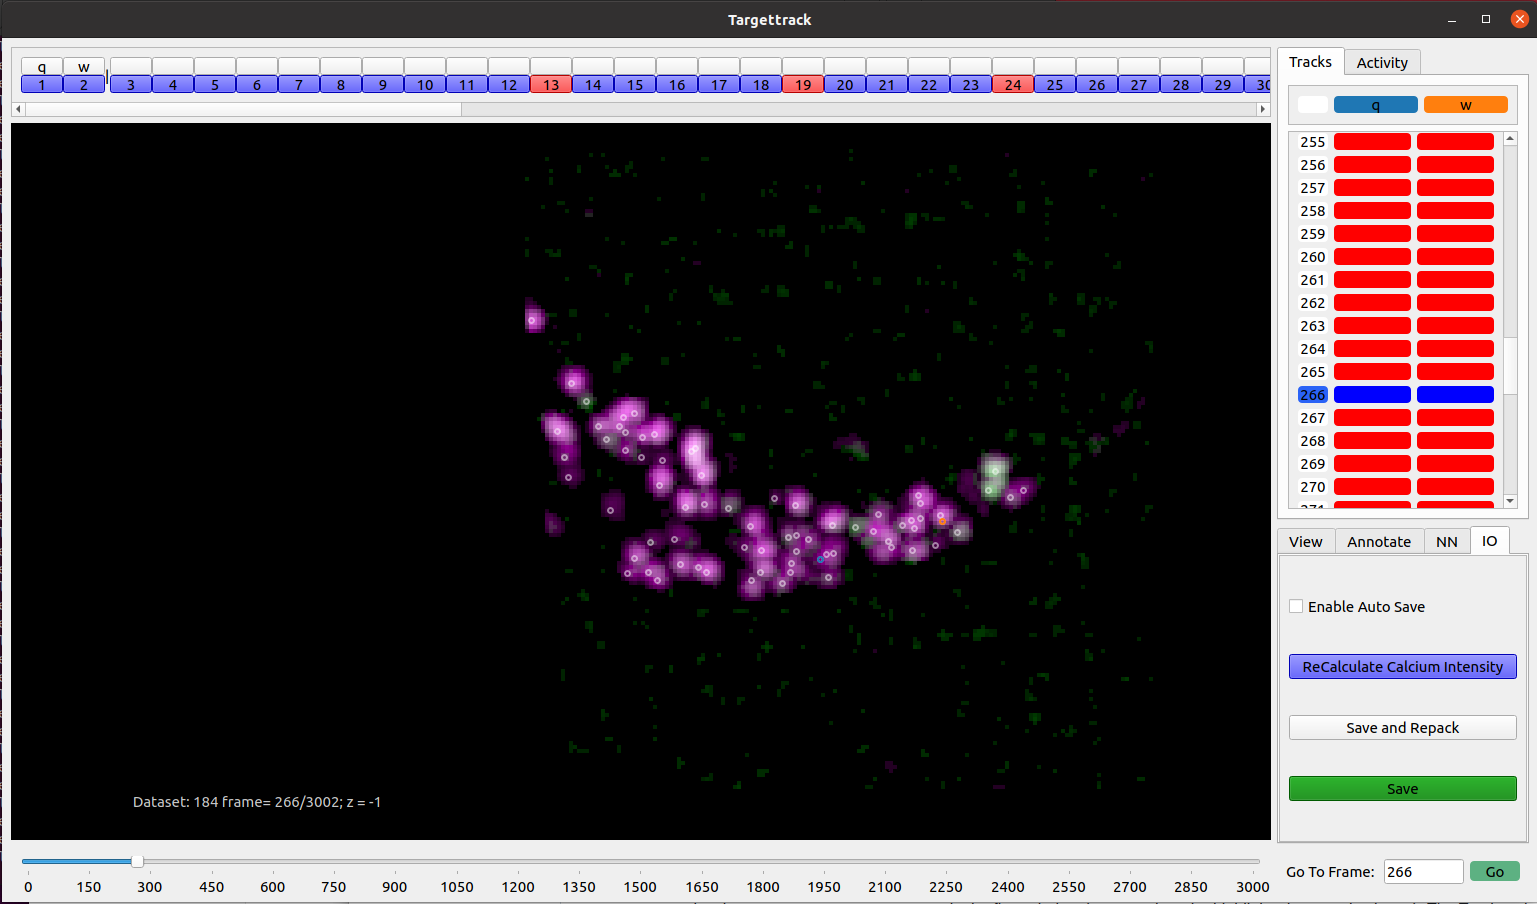 Targettrack
q w
1 2 3 4 5 6 7 8 9 10 11 12 13 14 15 16 17 18 19 20 21 22 23 24 25 26 27 28 29 30
Dataset: 184 frame= 266/3002; z = -1
0 150 300 450 600 750 900 1050 1200 1350 1500 1650 1800 1950 2100 2250 2400 2550 2700 2850 3000
Tracks Activity
q w
255
256
257
258
259
260
261
262
263
264
265
266
267
268
269
270
271
View Annotate NN IO
Enable Auto Save
ReCalculate Calcium Intensity
Save and Repack
Save
Go To Frame: 266 Go